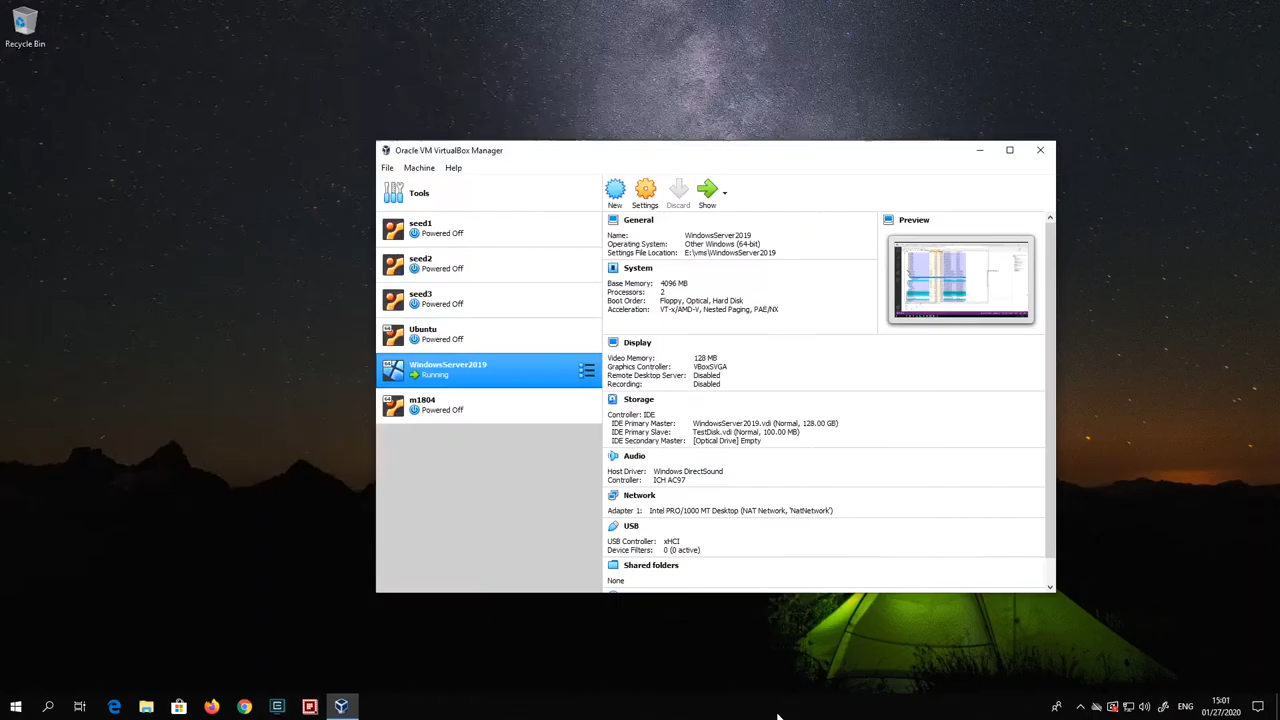 Recycle Bin
Oracle VM VirtualBox Manager
File Machine Help
Tools
New Settings Discard Show
seed1
Powered Off
seed2
Powered Off
seed3
Powered Off
Ubuntu
Powered Off
WindowsServer2019
Running
m1804
Powered Off
General
Name: WindowsServer2019
Operating System: Other Windows (64-bit)
Settings File Location: E:\vms\WindowsServer2019
Preview
System
Base Memory: 4096 MB
Processors: 2
Boot Order: Floppy, Optical, Hard Disk
Acceleration: VT-x/AMD-V, Nested Paging, PAE/NX
Display
Video Memory: 128 MB
Graphics Controller: VBoxSVGA
Remote Desktop Server: Disabled
Recording: Disabled
Storage
Controller: IDE
IDE Primary Master: WindowsServer2019.vdi (Normal, 128.00 GB)
IDE Primary Slave: TestDisk.vdi (Normal, 100.00 MB)
IDE Secondary Master: [Optical Drive] Empty
Audio
Host Driver: Windows DirectSound
Controller: ICH AC97
Network
Adapter 1: Intel PRO/1000 MT Desktop (NAT Network, 'NatNetwork')
USB
USB Controller: xHCI
Device Filters: 0 (0 active)
Shared folders
None
ENG
15:01
01/27/2020